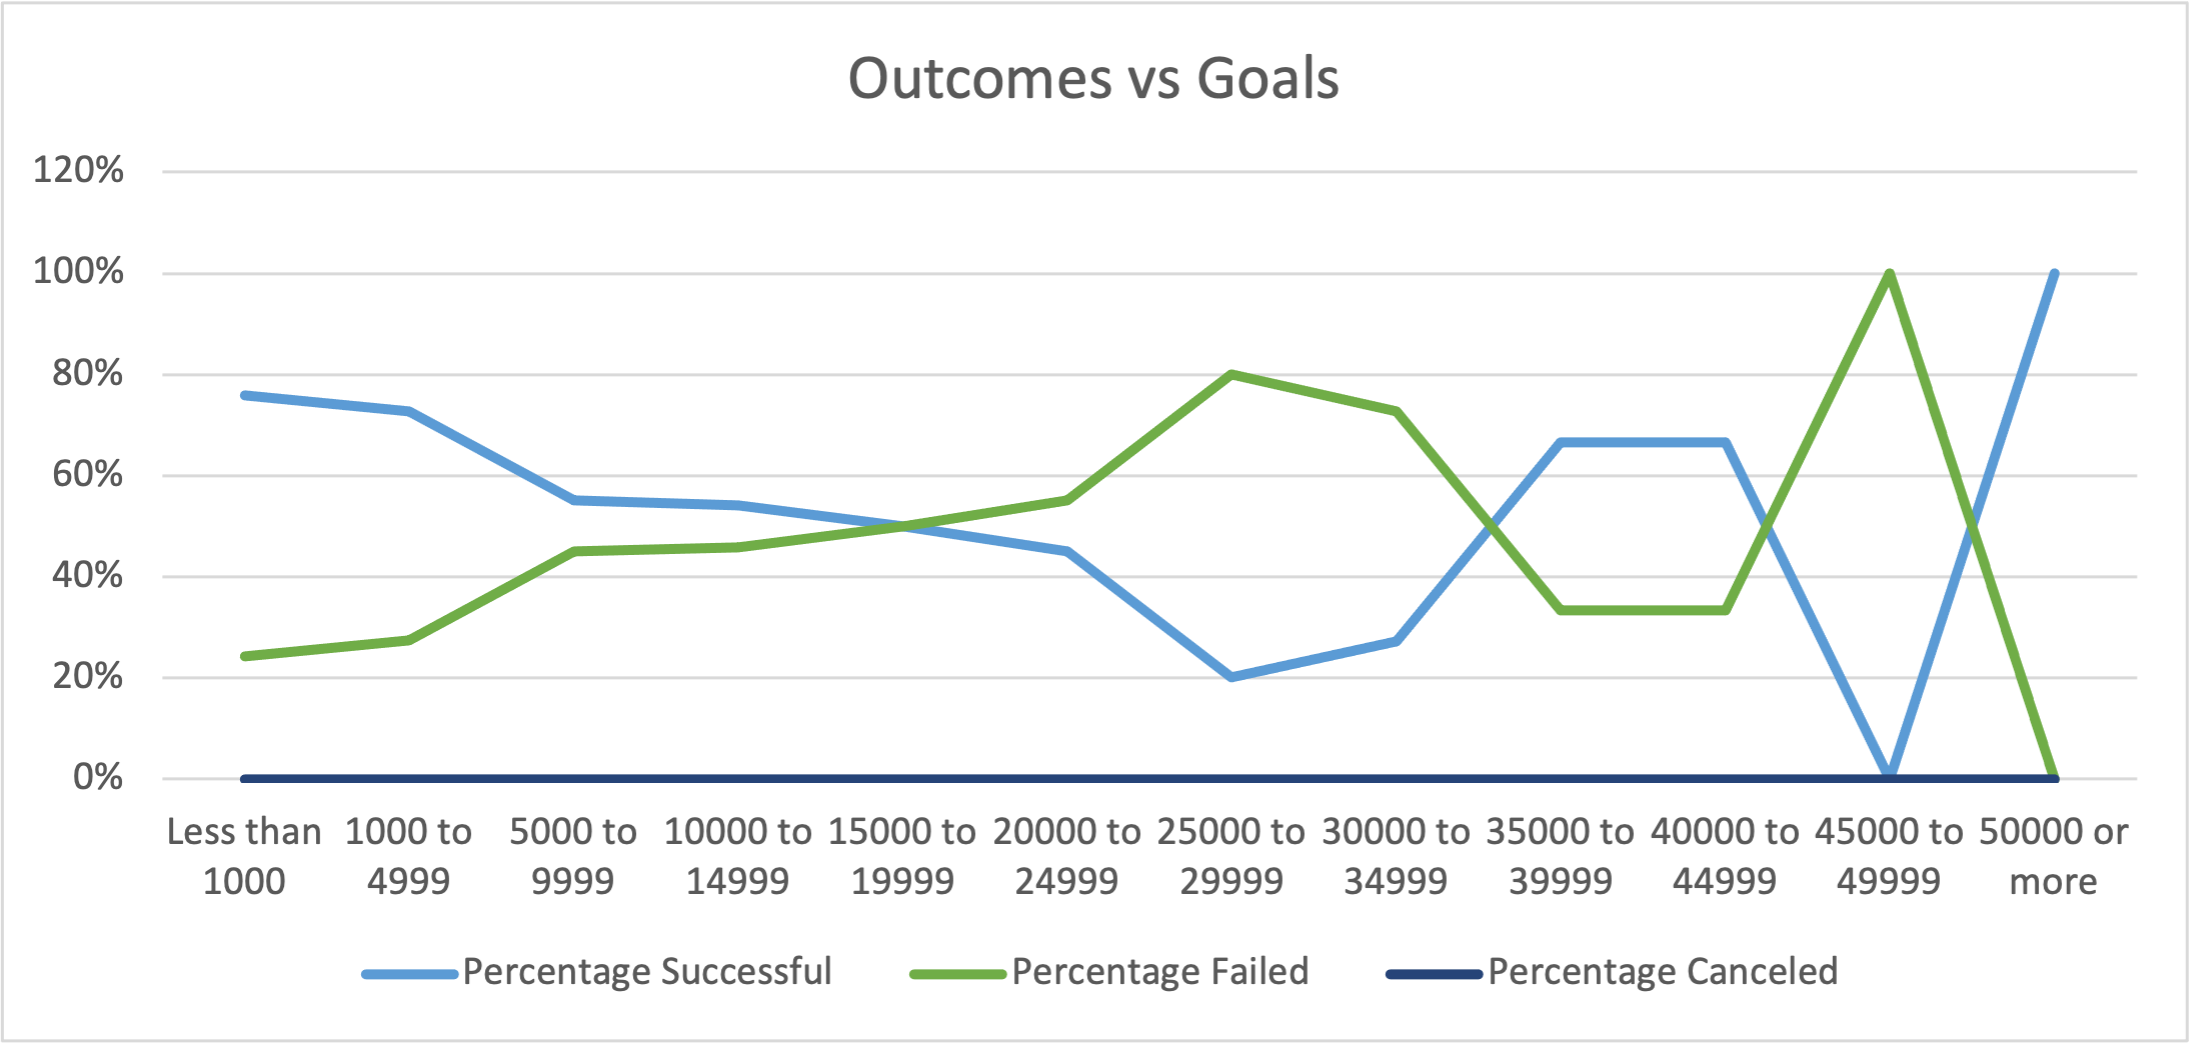 Outcomes vs Goals
120%
100%
80%
60%
40%
20%
0%
Less than 1000 to 5000 to 10000 to 15000 to 20000 to 25000 to 30000 to 35000 to 40000 to 45000 to 50000 or
1000 4999 9999 14999 19999 24999 29999 34999 39999 44999 49999 more
Percentage Successful Percentage Failed Percentage Canceled